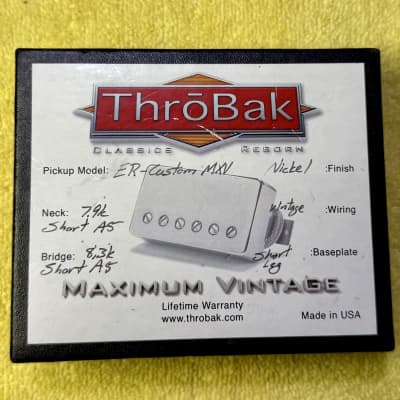 ThrōBak
CLASSICS REBORN
Pickup Model: ER-Custom MXV Nickel :Finish
Neck: 7.9k Vintage :Wiring
Short A5
Bridge: 8.3k Short :Baseplate
Short A5 Leg
MAXIMUM VINTAGE
Lifetime Warranty
www.throbak.com Made in USA